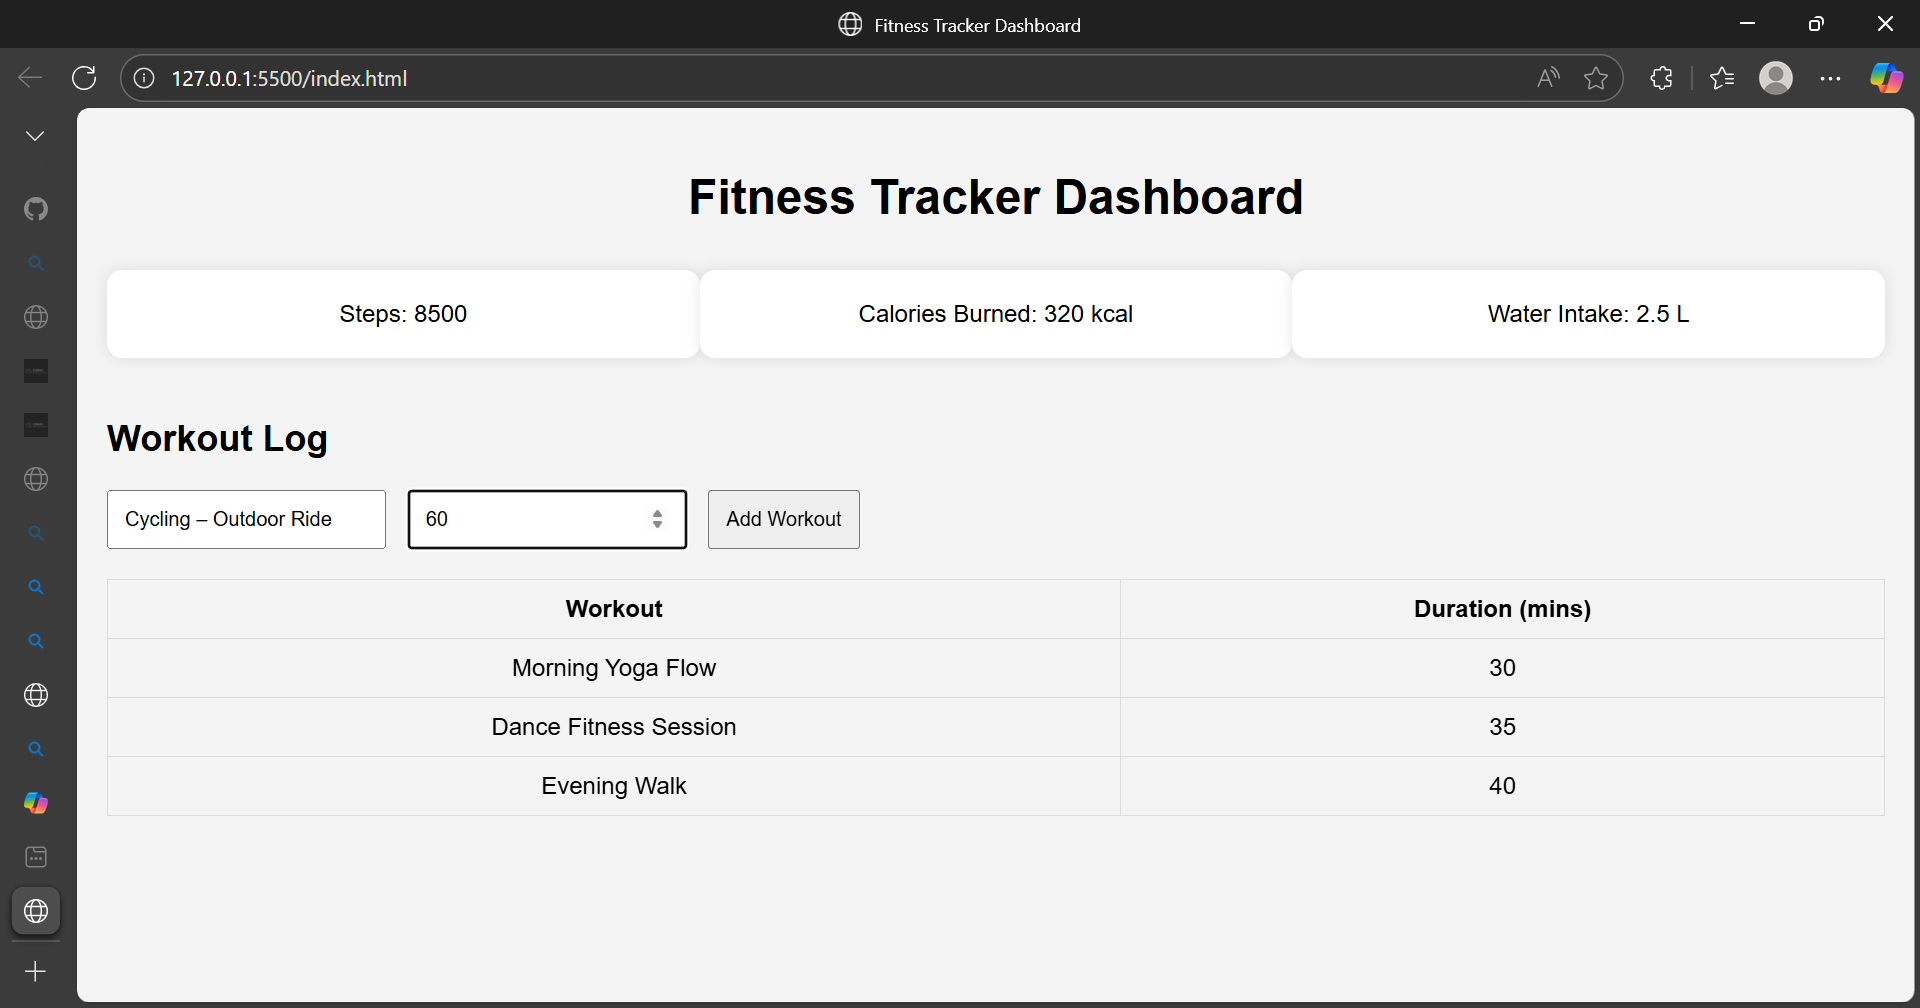 Fitness Tracker Dashboard
127.0.0.1:5500/index.html
Fitness Tracker Dashboard
Steps: 8500
Calories Burned: 320 kcal
Water Intake: 2.5 L
Workout Log
Cycling – Outdoor Ride
60
Add Workout
Workout Duration (mins)
Morning Yoga Flow 30
Dance Fitness Session 35
Evening Walk 40